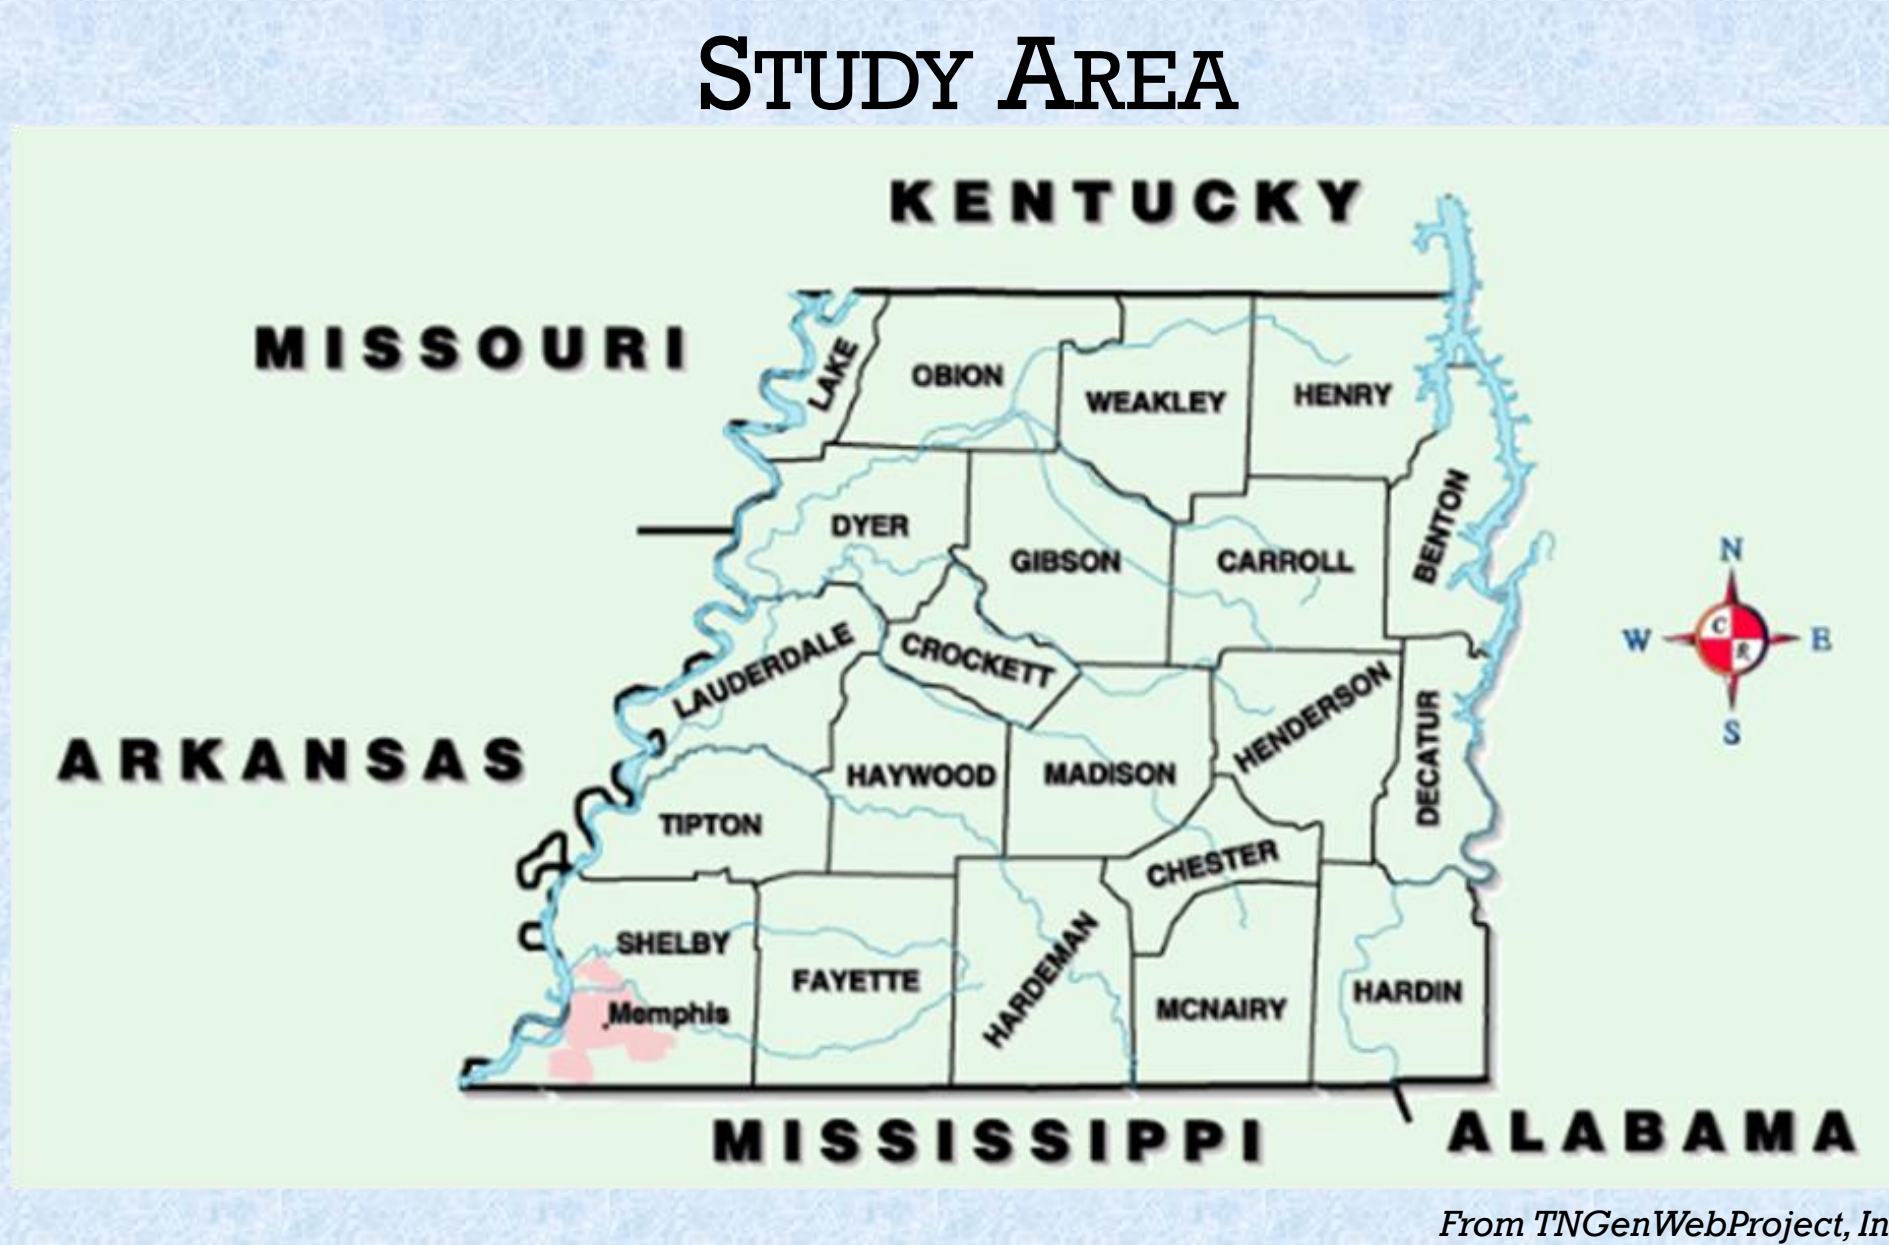 STUDY AREA
KENTUCKY
MISSOURI
LAKE
OBION
WEAKLEY
HENRY
BENTON
DYER
GIBSON
CARROLL
N
W
C
R
E
S
LAUDERDALE
CROCKETT
HENDERSON
DECATUR
ARKANSAS
HAYWOOD
MADISON
TIPTON
CHESTER
SHELBY
FAYETTE
HARDEMAN
MCNAIRY
HARDIN
Memphis
MISSISSIPPI
ALABAMA
From TNGenWebProject, In